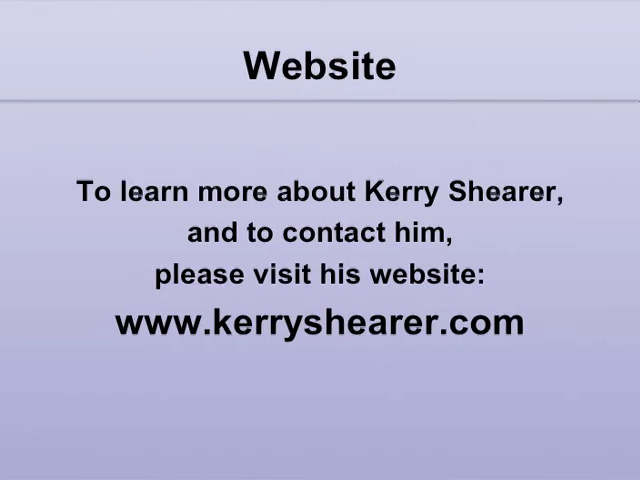 Website
To learn more about Kerry Shearer,
and to contact him,
please visit his website:
www.kerryshearer.com